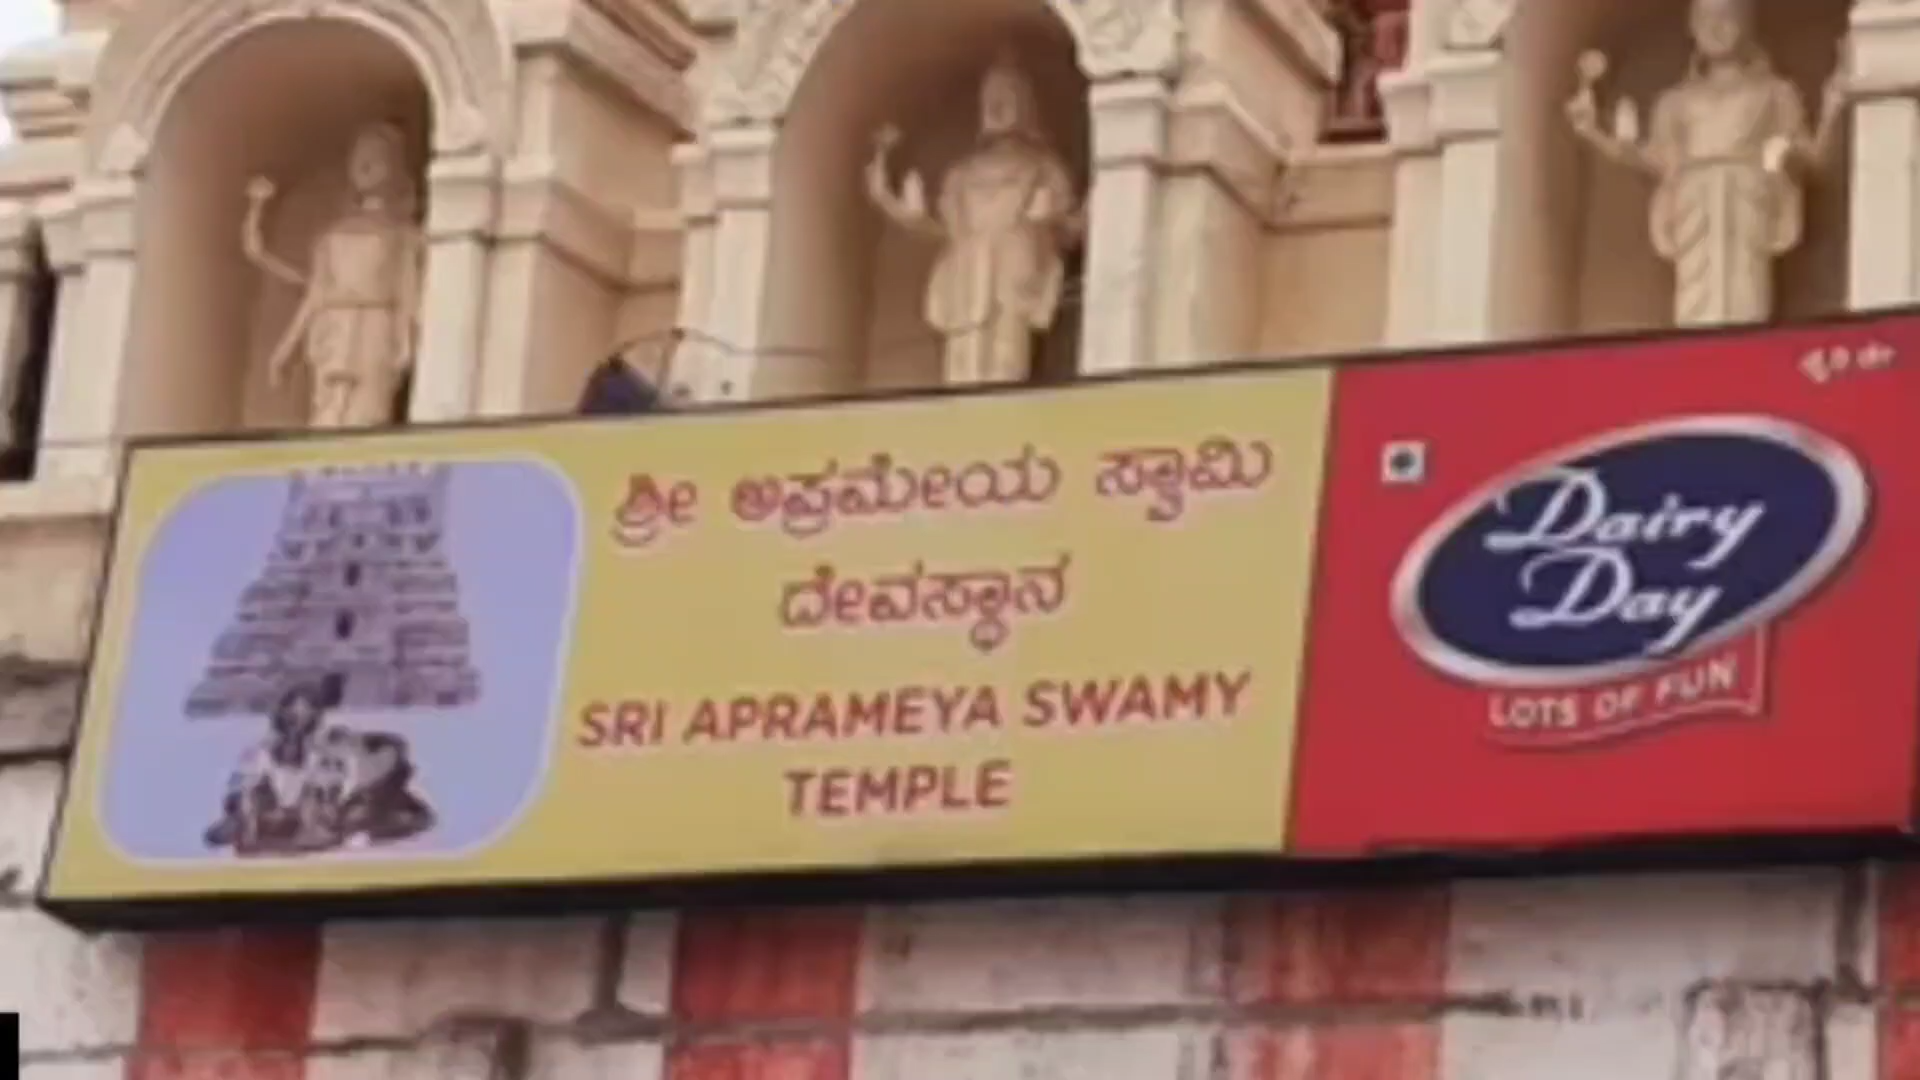 ಶ್ರೀ ಅಪ್ರಮೇಯ ಸ್ವಾಮಿ
ದೇವಸ್ಥಾನ
SRI APRAMEYA SWAMY
TEMPLE
Dairy
Day
LOTS OF FUN